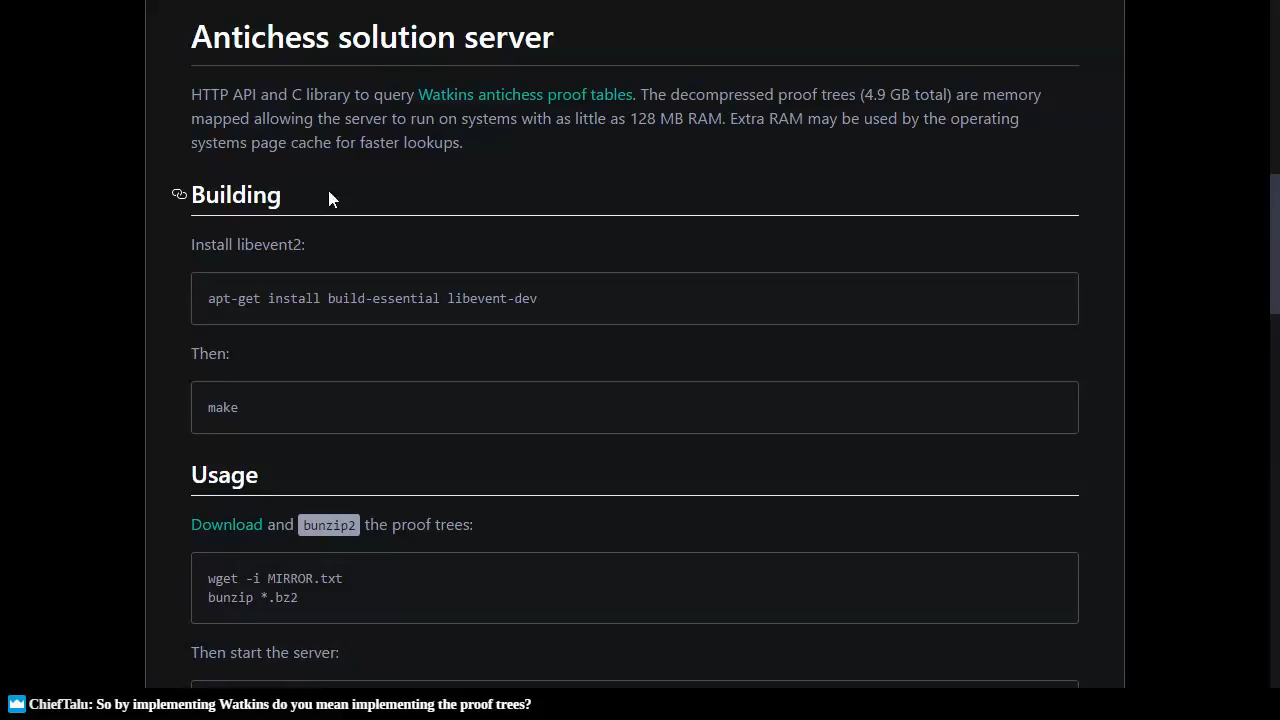 Antichess solution server
HTTP API and C library to query Watkins antichess proof tables. The decompressed proof trees (4.9 GB total) are memory
mapped allowing the server to run on systems with as little as 128 MB RAM. Extra RAM may be used by the operating
systems page cache for faster lookups.
Building
Install libevent2:
apt-get install build-essential libevent-dev
Then:
make
Usage
Download and bunzip2 the proof trees:
wget -i MIRROR.txt
bunzip *.bz2
Then start the server:
ChiefTalu: So by implementing Watkins do you mean implementing the proof trees?